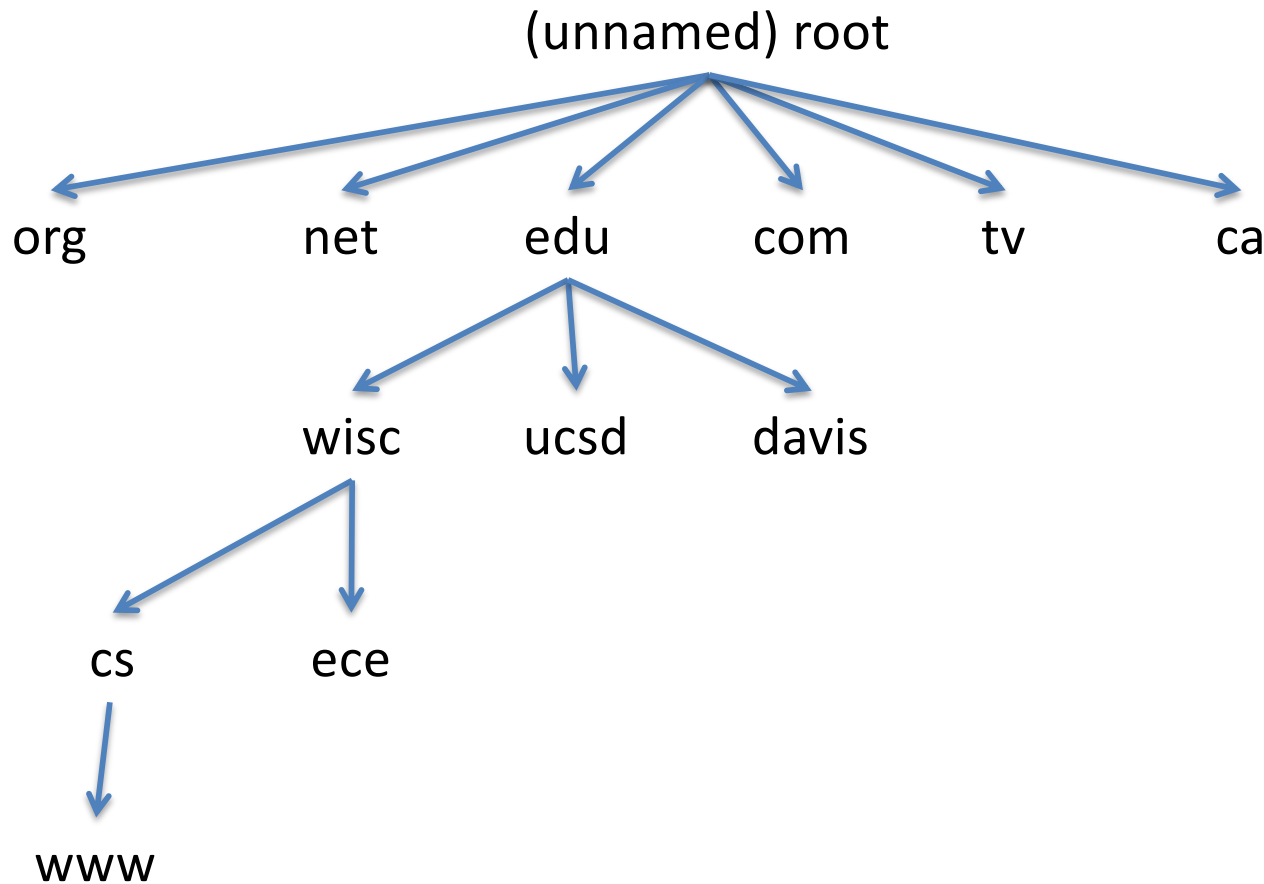 (unnamed) root
org net edu com tv ca
wisc ucsd davis
cs ece
www